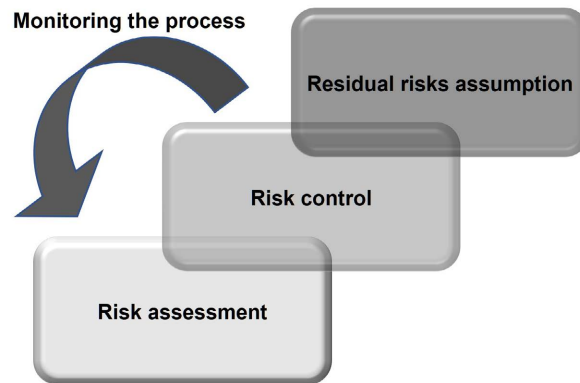 Monitoring the process
Residual risks assumption
Risk control
Risk assessment